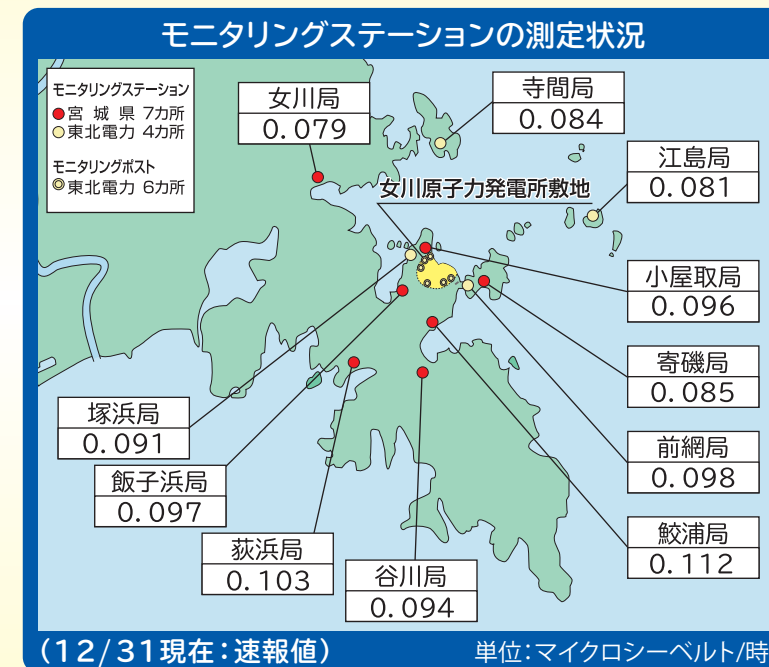 モニタリングステーションの測定状況
モニタリングステーション
宮城県 7カ所
東北電力 4カ所
モニタリングポスト
東北電力 6カ所
女川局
0.079
寺間局
0.084
江島局
0.081
女川原子力発電所敷地
小屋取局
0.096
寄磯局
0.085
前網局
0.098
鮫浦局
0.112
塚浜局
0.091
飯子浜局
0.097
荻浜局
0.103
谷川局
0.094
(12/31現在:速報値)
単位:マイクロシーベルト/時